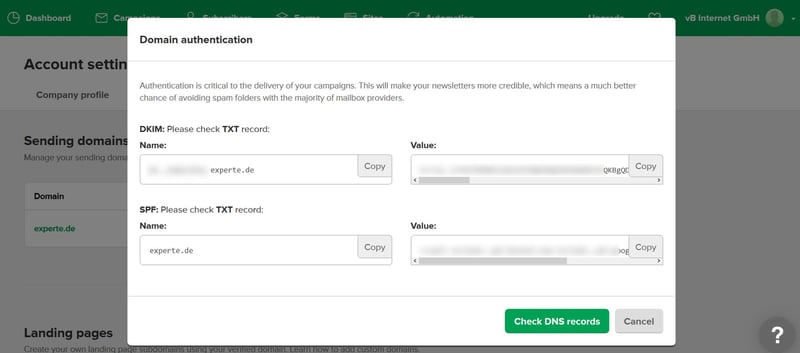 Dashboard Campaigns Subscribers Forms Sites Automation Upgrade vB Internet GmbH
Domain authentication
Account settin
Authentication is critical to the delivery of your campaigns. This will make your newsletters more credible, which means a much better
chance of avoiding spam folders with the majority of mailbox providers.
Company profile
DKIM: Please check TXT record:
Name: Value:
experte.de Copy QKBgQD Copy
Sending domains
Manage your sending doma
Domain
SPF: Please check TXT record:
Name: Value:
experte.de
experte.de Copy oog Copy
Check DNS records Cancel
Landing pages
?
Create your own landing page subdomains using your verified domain. Learn how to add custom domains.